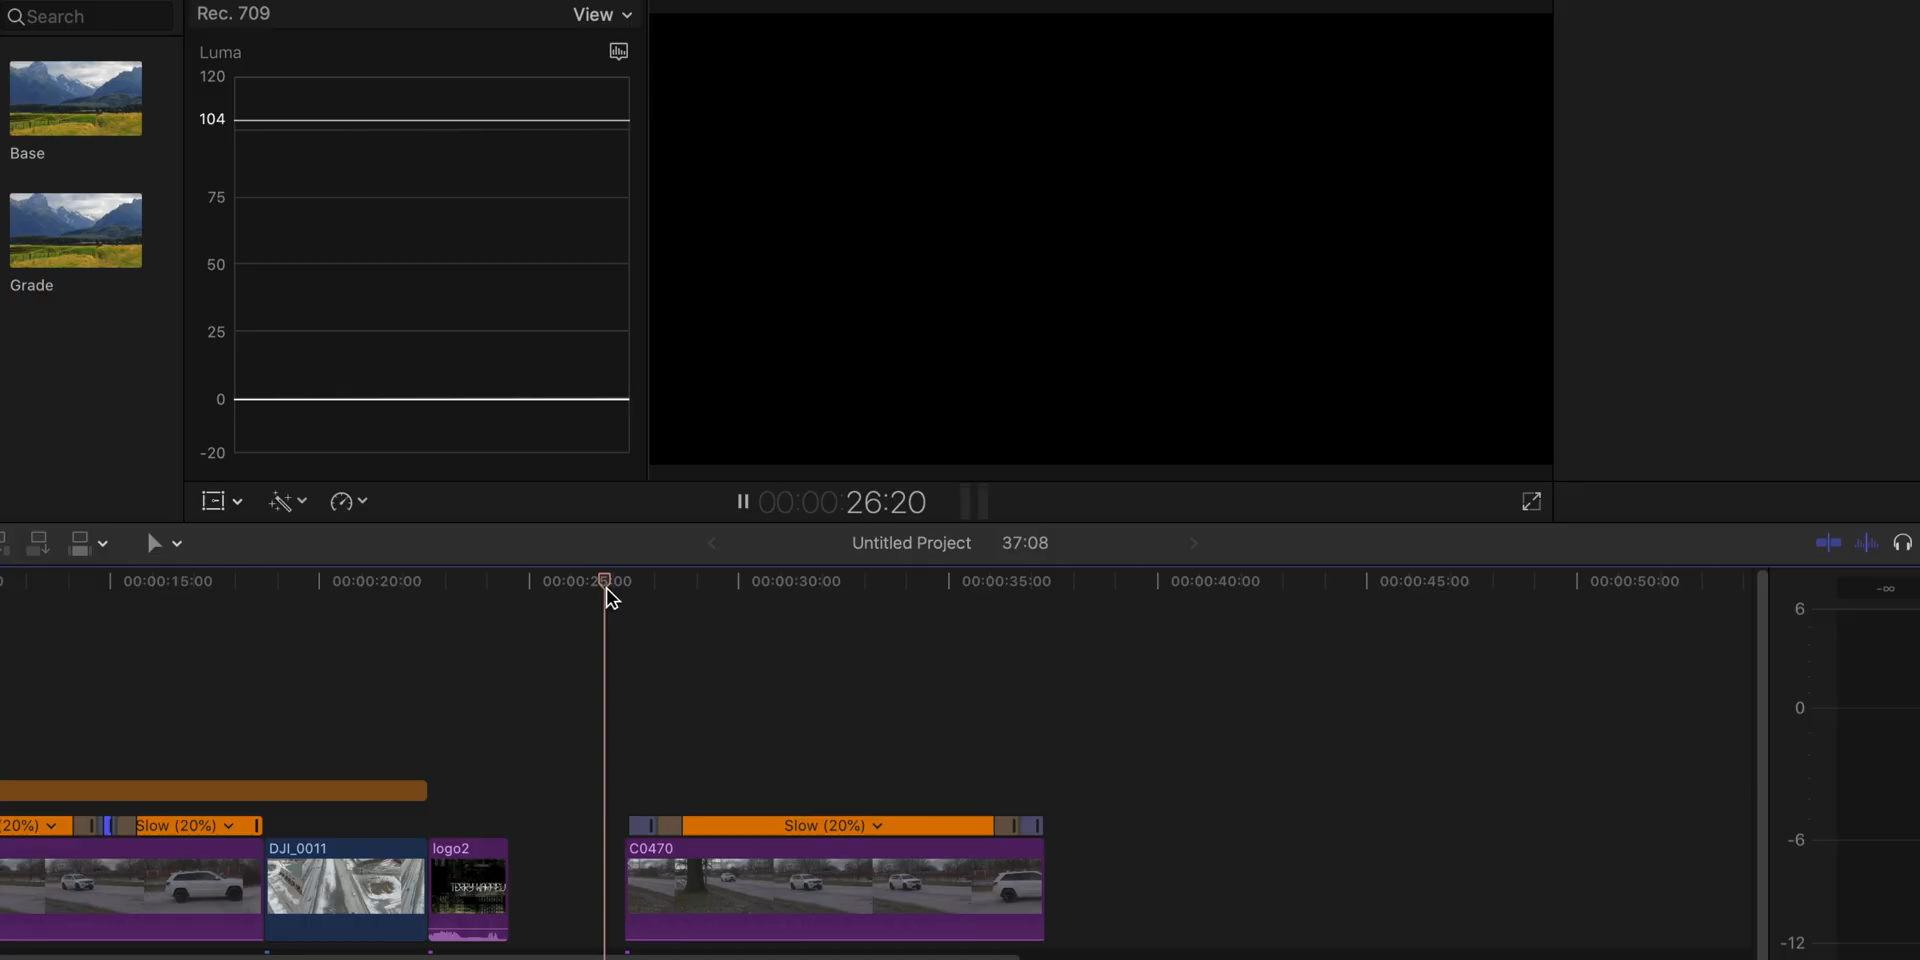 Search
Rec. 709
View
Luma
120
104
75
50
25
0
-20
Base
Grade
00:00:26:20
Untitled Project
37:08
00:00:15:00
00:00:20:00
00:00:25:00
00:00:30:00
00:00:35:00
00:00:40:00
00:00:45:00
00:00:50:00
-∞
6
0
-6
-12
(20%)
Slow (20%)
Slow (20%)
DJI_0011
logo2
C0470